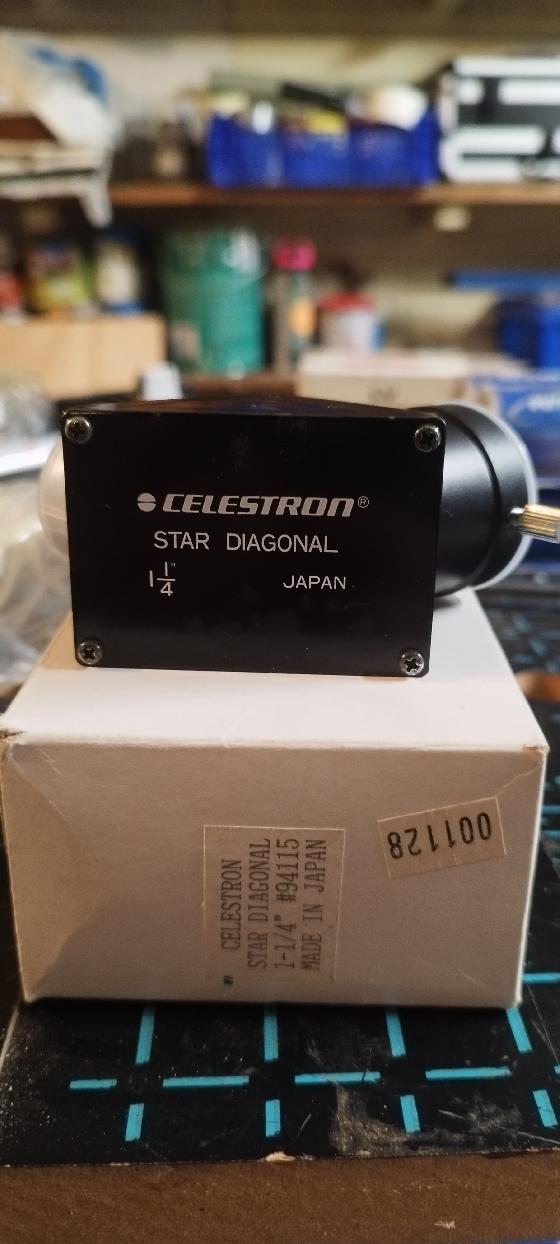 CELESTRON®
STAR DIAGONAL
1 1/4" JAPAN
CELESTRON
STAR DIAGONAL
1-1/4" #94115
MADE IN JAPAN
001128